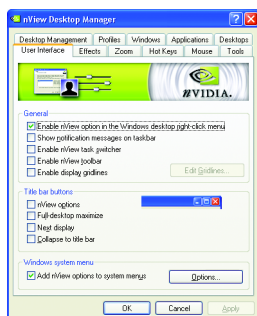 nView Desktop Manager
Desktop Management Profiles Windows Applications Desktops
User Interface Effects Zoom Hot Keys Mouse Tools
nVIDIA.
General
Enable nView option in the Windows desktop right-click menu
Show notification messages on taskbar
Enable nView task switcher
Enable nView toolbar
Enable display gridlines
Edit Gridlines...
Title bar buttons
nView options
Full-desktop maximize
Next display
Collapse to title bar
Windows system menu
Add nView options to system menus
Options...
OK Cancel Apply